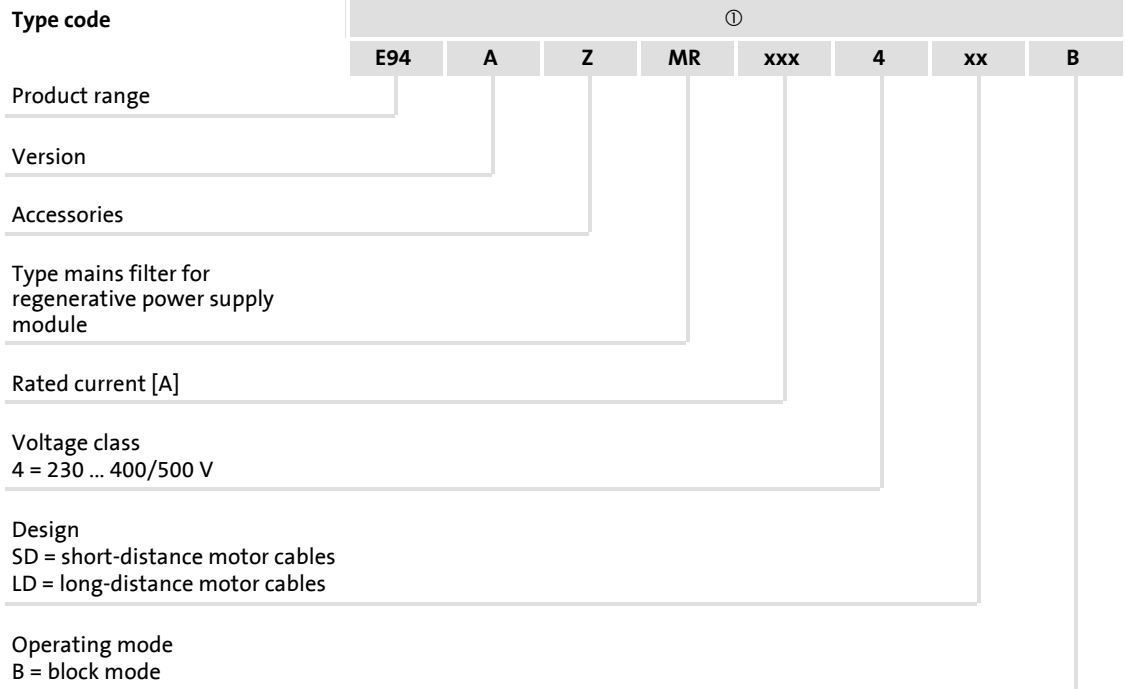 Type code
①
E94 A Z MR xxx 4 xx B
Product range
Version
Accessories
Type mains filter for
regenerative power supply
module
Rated current [A]
Voltage class
4 = 230 ... 400/500 V
Design
SD = short-distance motor cables
LD = long-distance motor cables
Operating mode
B = block mode